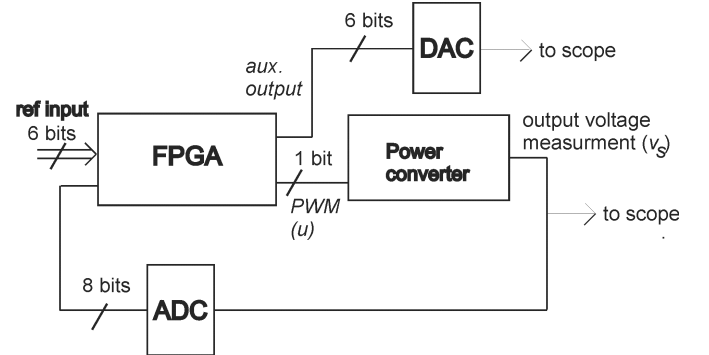 6 bits
DAC
to scope
aux.
output
ref input
6 bits
FPGA
1 bit
PWM
(u)
Power
converter
output voltage
measurment (vs)
to scope
8 bits
ADC